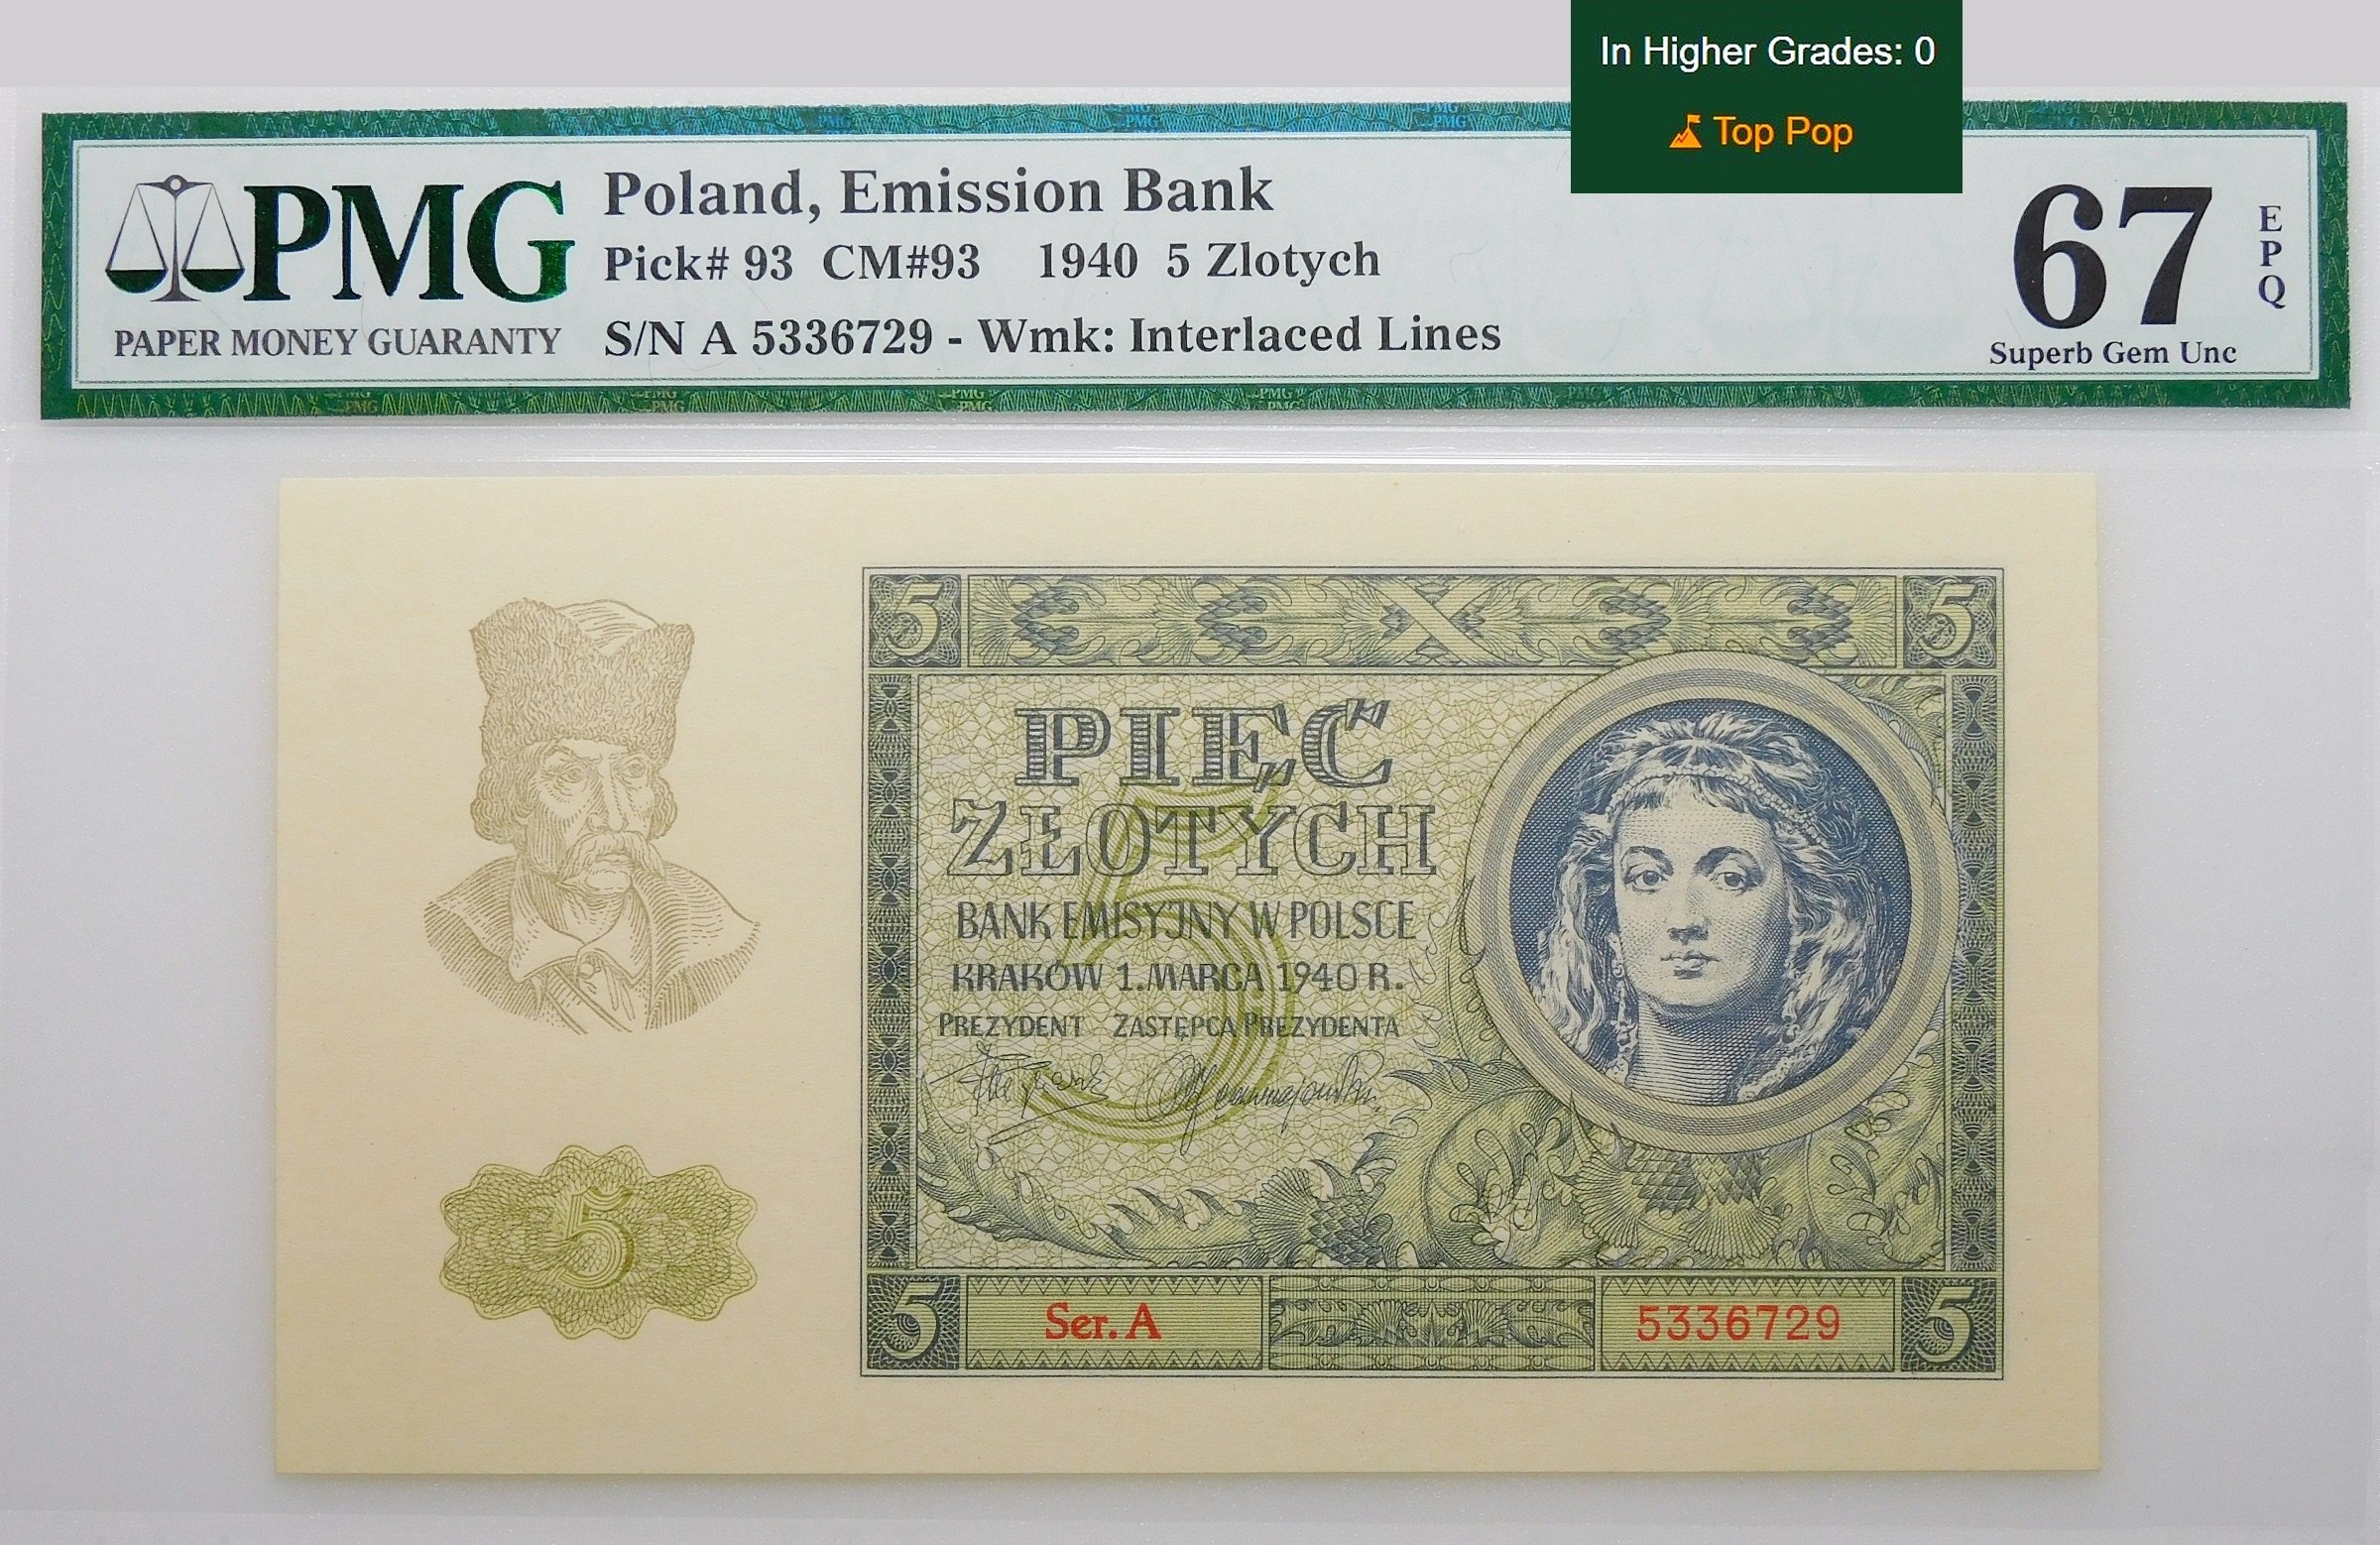 In Higher Grades: 0
Top Pop
PMG
PAPER MONEY GUARANTY
Poland, Emission Bank
Pick# 93 CM#93 1940 5 Zlotych
S/N A 5336729 - Wmk: Interlaced Lines
67
EPQ
Superb Gem Unc
5 5
PIĘĆ
ZŁOTYCH
BANK EMISYJNY W POLSCE
KRAKÓW 1. MARCA 1940 R.
PREZYDENT ZASTĘPCA PREZYDENTA
5
5
5 Ser. A 5336729 5